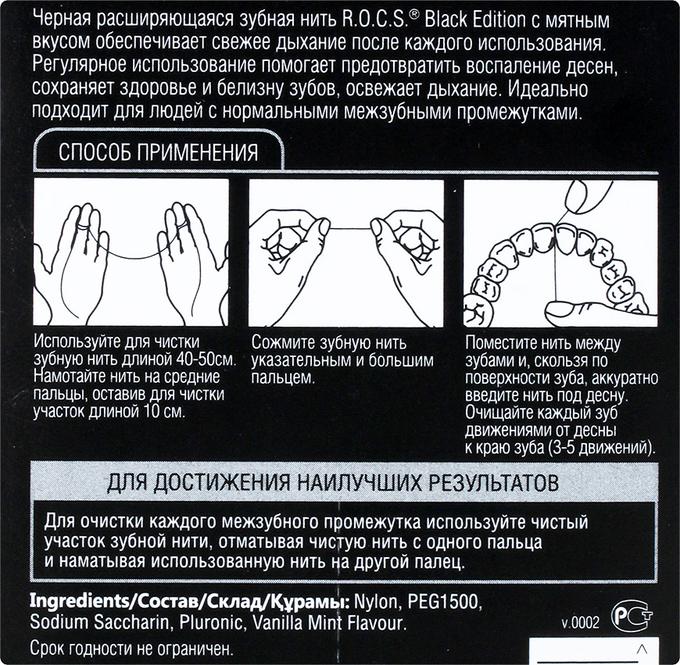 Черная расширяющаяся зубная нить R.O.C.S.® Black Edition с мятным
вкусом обеспечивает свежее дыхание после каждого использования.
Регулярное использование помогает предотвратить воспаление десен,
сохраняет здоровье и белизну зубов, освежает дыхание. Идеально
подходит для людей с нормальными межзубными промежутками.
СПОСОБ ПРИМЕНЕНИЯ
Используйте для чистки
зубную нить длиной 40-50см.
Намотайте нить на средние
пальцы, оставив для чистки
участок длиной 10 см.
Сожмите зубную нить
указательным и большим
пальцем.
Поместите нить между
зубами и, скользя по
поверхности зуба, аккуратно
введите нить под десну.
Очищайте каждый зуб
движениями от десны
к краю зуба (3-5 движений).
ДЛЯ ДОСТИЖЕНИЯ НАИЛУЧШИХ РЕЗУЛЬТАТОВ
Для очистки каждого межзубного промежутка используйте чистый
участок зубной нити, отматывая чистую нить с одного пальца
и наматывая использованную нить на другой палец.
Ingredients/Состав/Склад/Құрамы: Nylon, PEG1500,
Sodium Saccharin, Pluronic, Vanilla Mint Flavour.
v.0002
Срок годности не ограничен.